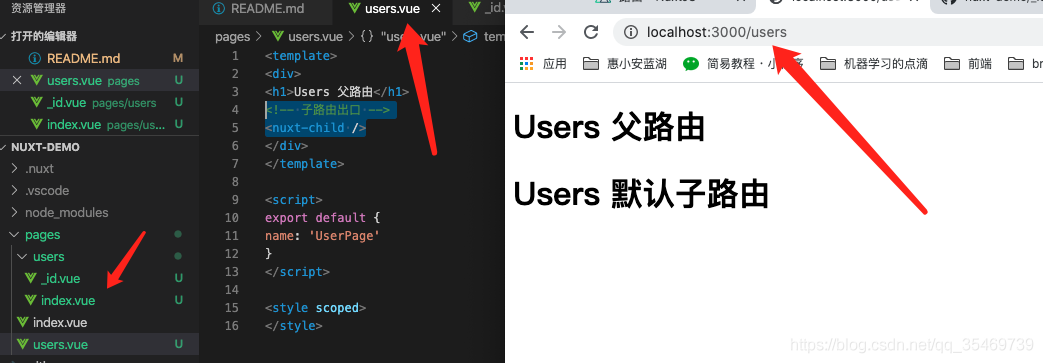 资源管理器
打开的编辑器
README.md M
users.vue pages U
_id.vue pages/users U
index.vue pages/us... U
NUXT-DEMO
.nuxt
.vscode
node_modules
pages
users
_id.vue U
index.vue U
index.vue
users.vue U
README.md users.vue
pages > users.vue > {} "users.vue" >
1 <template>
2 <div>
3 <h1>Users 父路由</h1>
4 <!-- 子路由出口 -->
5 <nuxt-child />
6 </div>
7 </template>
8
9 <script>
10 export default {
11 name: 'UserPage'
12 }
13 </script>
14
15 <style scoped>
16 </style>
localhost:3000/users
应用 惠小安蓝湖 简易教程 · 小 序 机器学习的点滴 前端
Users 父路由
Users 默认子路由
https://blog.csdn.net/qq_35469739